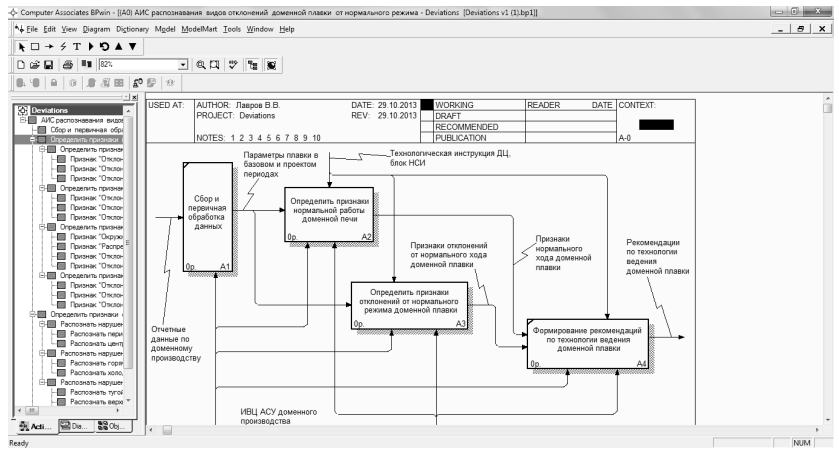 Computer Associates BPwin - [(A0) АИС распознавания видов отклонений доменной плавки от нормального режима - Deviations [Deviations v1 (1).bp1]]
File Edit View Diagram Dictionary Model ModelMart Tools Window Help
82%
Deviations
АИС распознавания видов
Сбор и первичная обра
Определить признаки
Определить признак
Признак "Отклон
Признак "Отклон
Признак "Отклон
Определить признак
Признак "Отклон
Признак "Отклон
Признак "Отклон
Определить признак
Признак "Окруж
Признак "Распре
Признак "Отклон
Признак "Отклон
Определить признак
Признак "Отклон
Признак "Отклон
Признак "Отклон
Определить признаки
Распознать нарушен
Распознать пери
Распознать центр
Распознать нарушен
Распознать горя
Распознать холо
Распознать нарушен
Распознать тугой
Распознать верх
Acti... Dia... Obj...
USED AT: AUTHOR: Лавров В.В. DATE: 29.10.2013 WORKING READER DATE CONTEXT:
PROJECT: Deviations REV: 29.10.2013 DRAFT
RECOMMENDED
NOTES: 1 2 3 4 5 6 7 8 9 10 PUBLICATION A-0
Параметры плавки в
базовом и проектом
периодах
Технологическая инструкция ДЦ,
блок НСИ
Сбор и
первичная
обработка
данных
0р. A1
Определить признаки
нормальной работы
доменной печи
0р. A2
Признаки отклонений
от нормального хода
доменной плавки
Признаки
нормального
хода доменной
плавки
Рекомендации
по технологии
ведения
доменной плавки
Определить признаки
отклонений от нормального
режима доменной плавки
0р. A3
Отчетные
данные по
доменному
производству
Формирование рекомендаций
по технологии ведения
доменной плавки
0р. A4
ИВЦ АСУ доменного
производства
Ready NUM